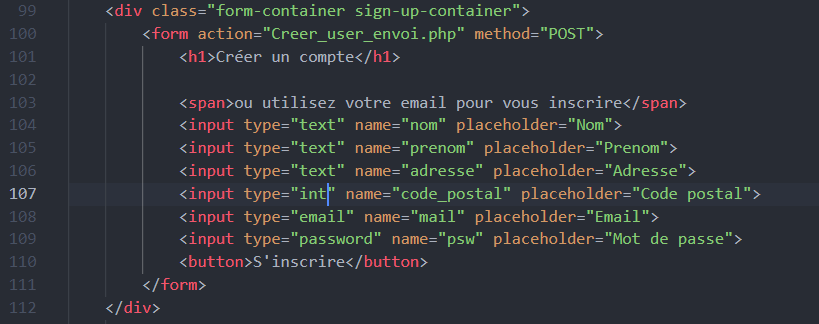 99 <div class="form-container sign-up-container">
100 <form action="Creer_user_envoi.php" method="POST">
101 <h1>Créer un compte</h1>
102
103 <span>ou utilisez votre email pour vous inscrire</span>
104 <input type="text" name="nom" placeholder="Nom">
105 <input type="text" name="prenom" placeholder="Prenom">
106 <input type="text" name="adresse" placeholder="Adresse">
107 <input type="int" name="code_postal" placeholder="Code postal">
108 <input type="email" name="mail" placeholder="Email">
109 <input type="password" name="psw" placeholder="Mot de passe">
110 <button>S'inscrire</button>
111 </form>
112 </div>